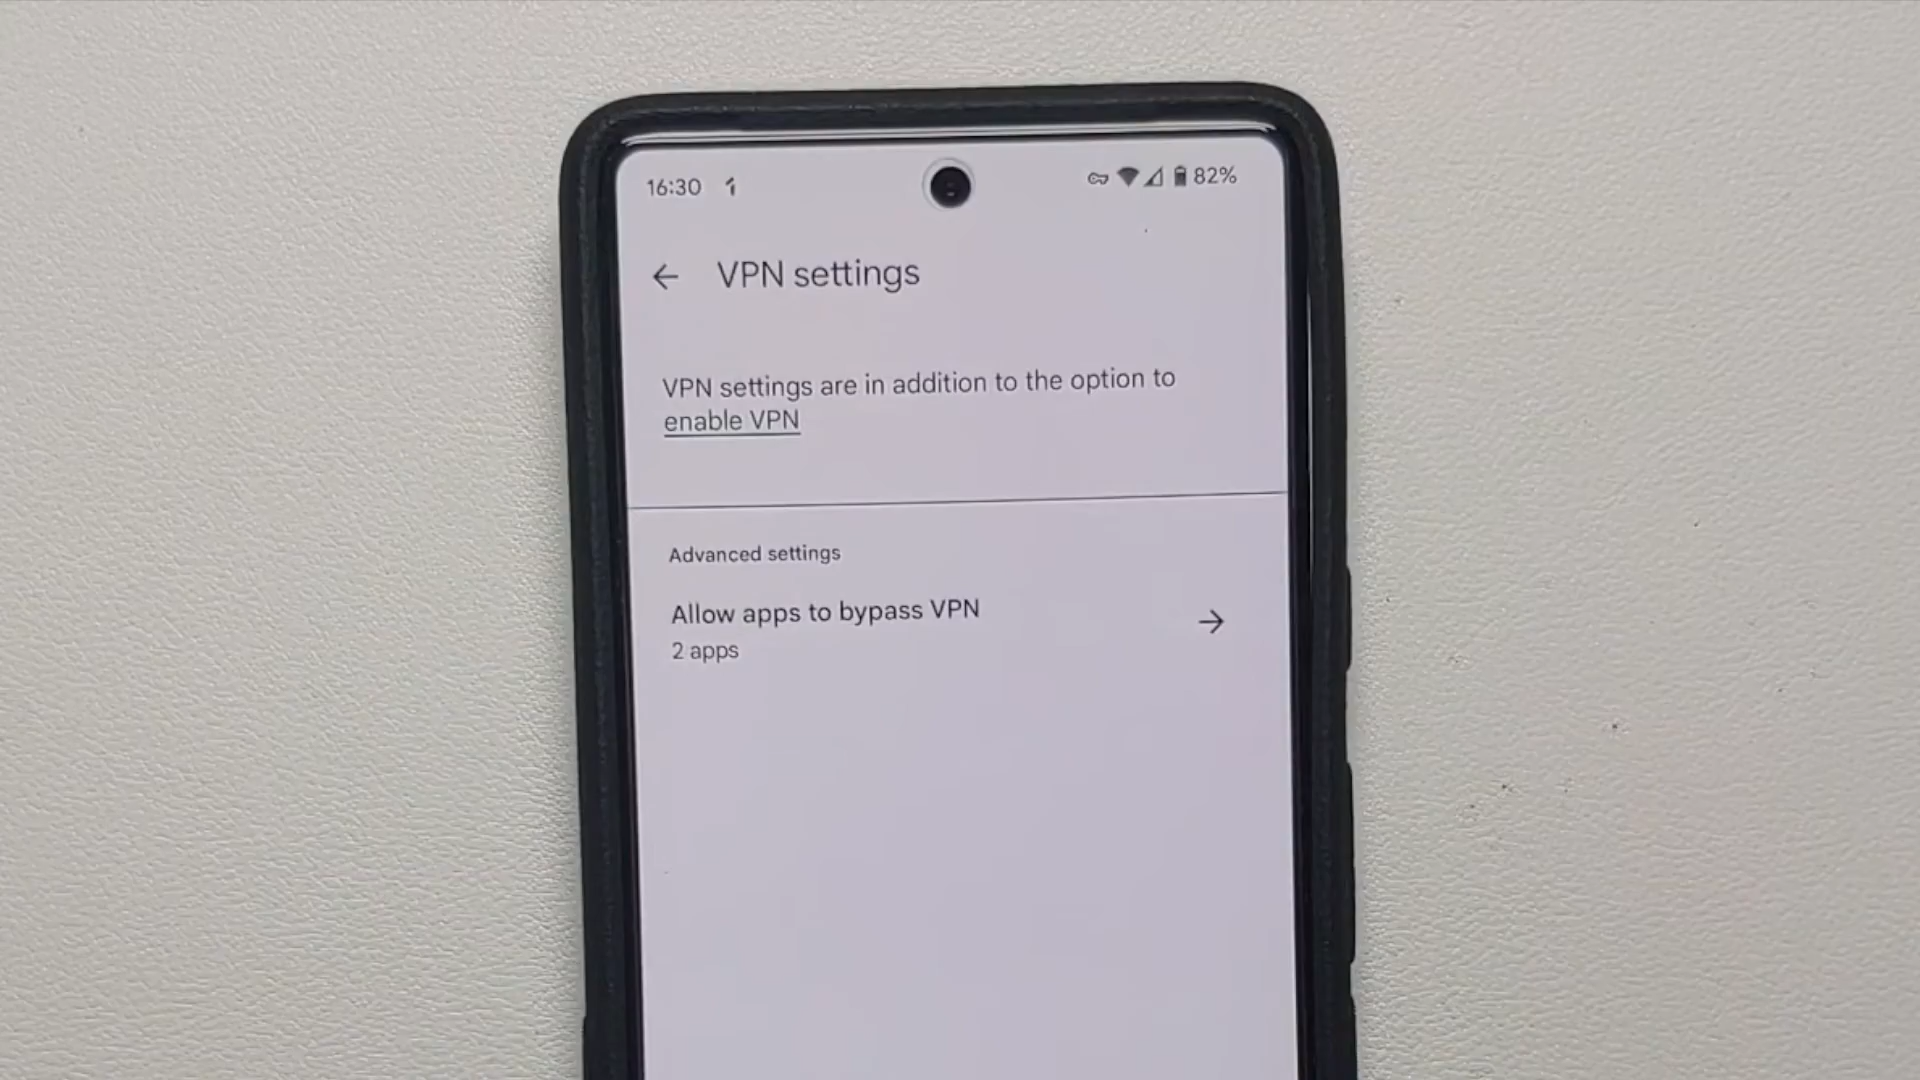 16:30
82%
VPN settings
VPN settings are in addition to the option to
enable VPN
Advanced settings
Allow apps to bypass VPN
2 apps